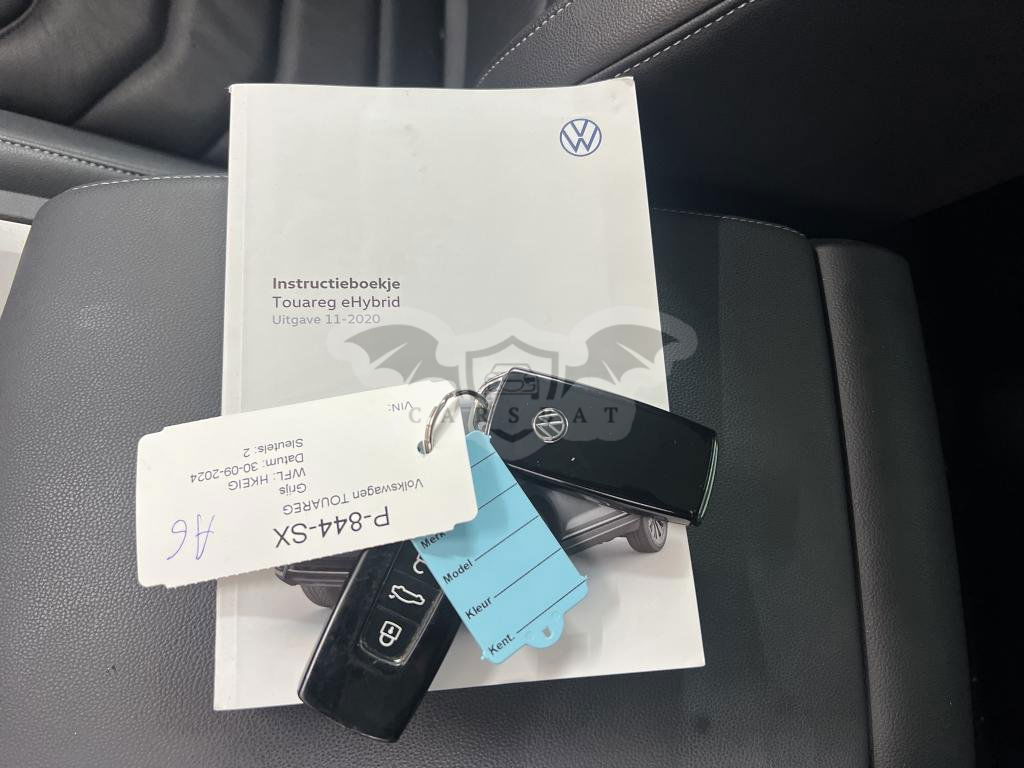 Instructieboekje
Touareg eHybrid
Uitgave 11-2020
CARSBAT
P-844-SX
Volkswagen TOUAREG
Grijs
WFL: HKEIG
Datum: 30-09-2024
Sleutels: 2
VIN:
A6
Merk
Model
Kleur
Kent.